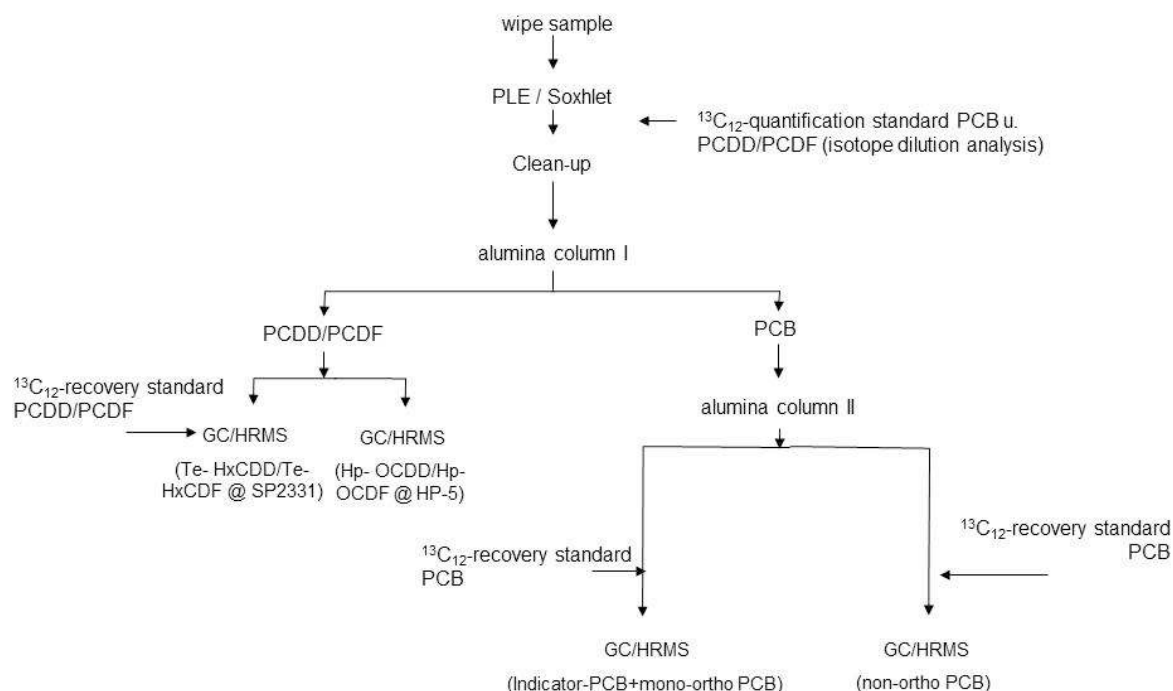 wipe sample
PLE / Soxhlet
¹³C₁₂-quantification standard PCB u.
PCDD/PCDF (isotope dilution analysis)
Clean-up
alumina column I
PCDD/PCDF
PCB
¹³C₁₂-recovery standard
PCDD/PCDF
alumina column II
GC/HRMS
(Te- HxCDD/Te-
HxCDF @ SP2331)
GC/HRMS
(Hp- OCDD/Hp-
OCDF @ HP-5)
¹³C₁₂-recovery standard
PCB
¹³C₁₂-recovery standard
PCB
GC/HRMS
(Indicator-PCB+mono-ortho PCB)
GC/HRMS
(non-ortho PCB)